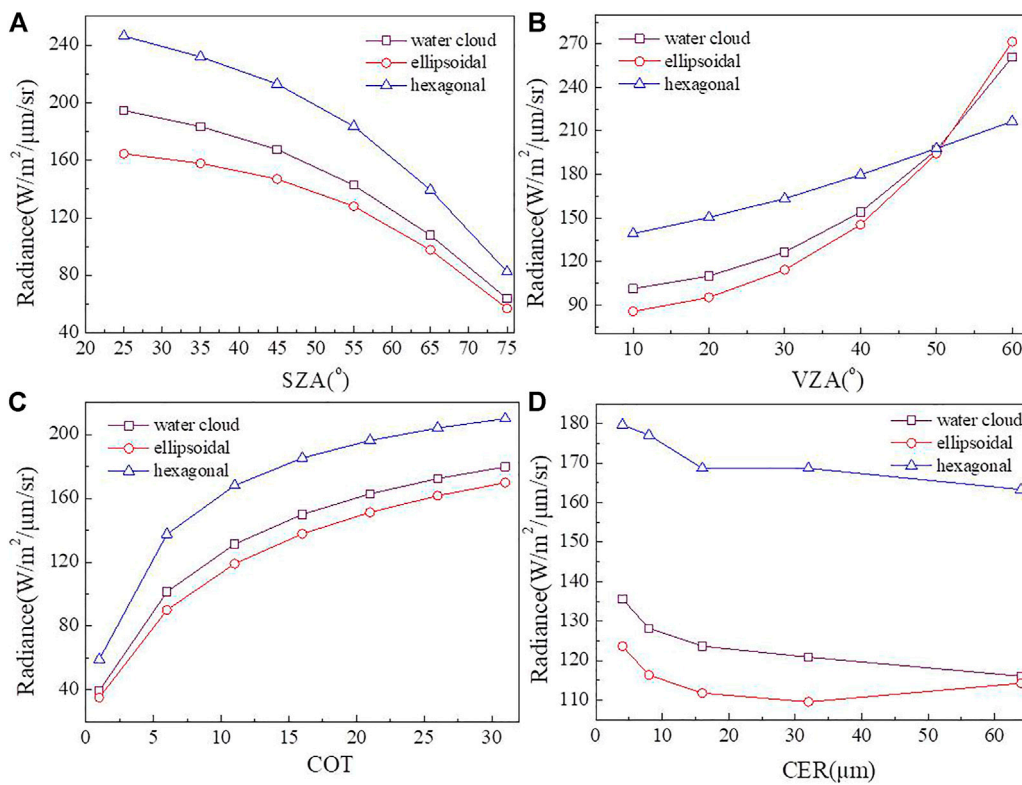 A
240
200
160
120
80
40
Radiance(W/m²/μm/sr)
water cloud
ellipsoidal
hexagonal
20 25 30 35 40 45 50 55 60 65 70 75
SZA(°)
B
270
240
210
180
150
120
90
Radiance(W/m²/μm/sr)
water cloud
ellipsoidal
hexagonal
10 20 30 40 50 60
VZA(°)
C
200
160
120
80
40
Radiance(W/m²/μm/sr)
water cloud
ellipsoidal
hexagonal
0 5 10 15 20 25 30
COT
D
180
170
160
150
140
130
120
110
Radiance(W/m²/μm/sr)
water cloud
ellipsoidal
hexagonal
0 10 20 30 40 50 60
CER(μm)